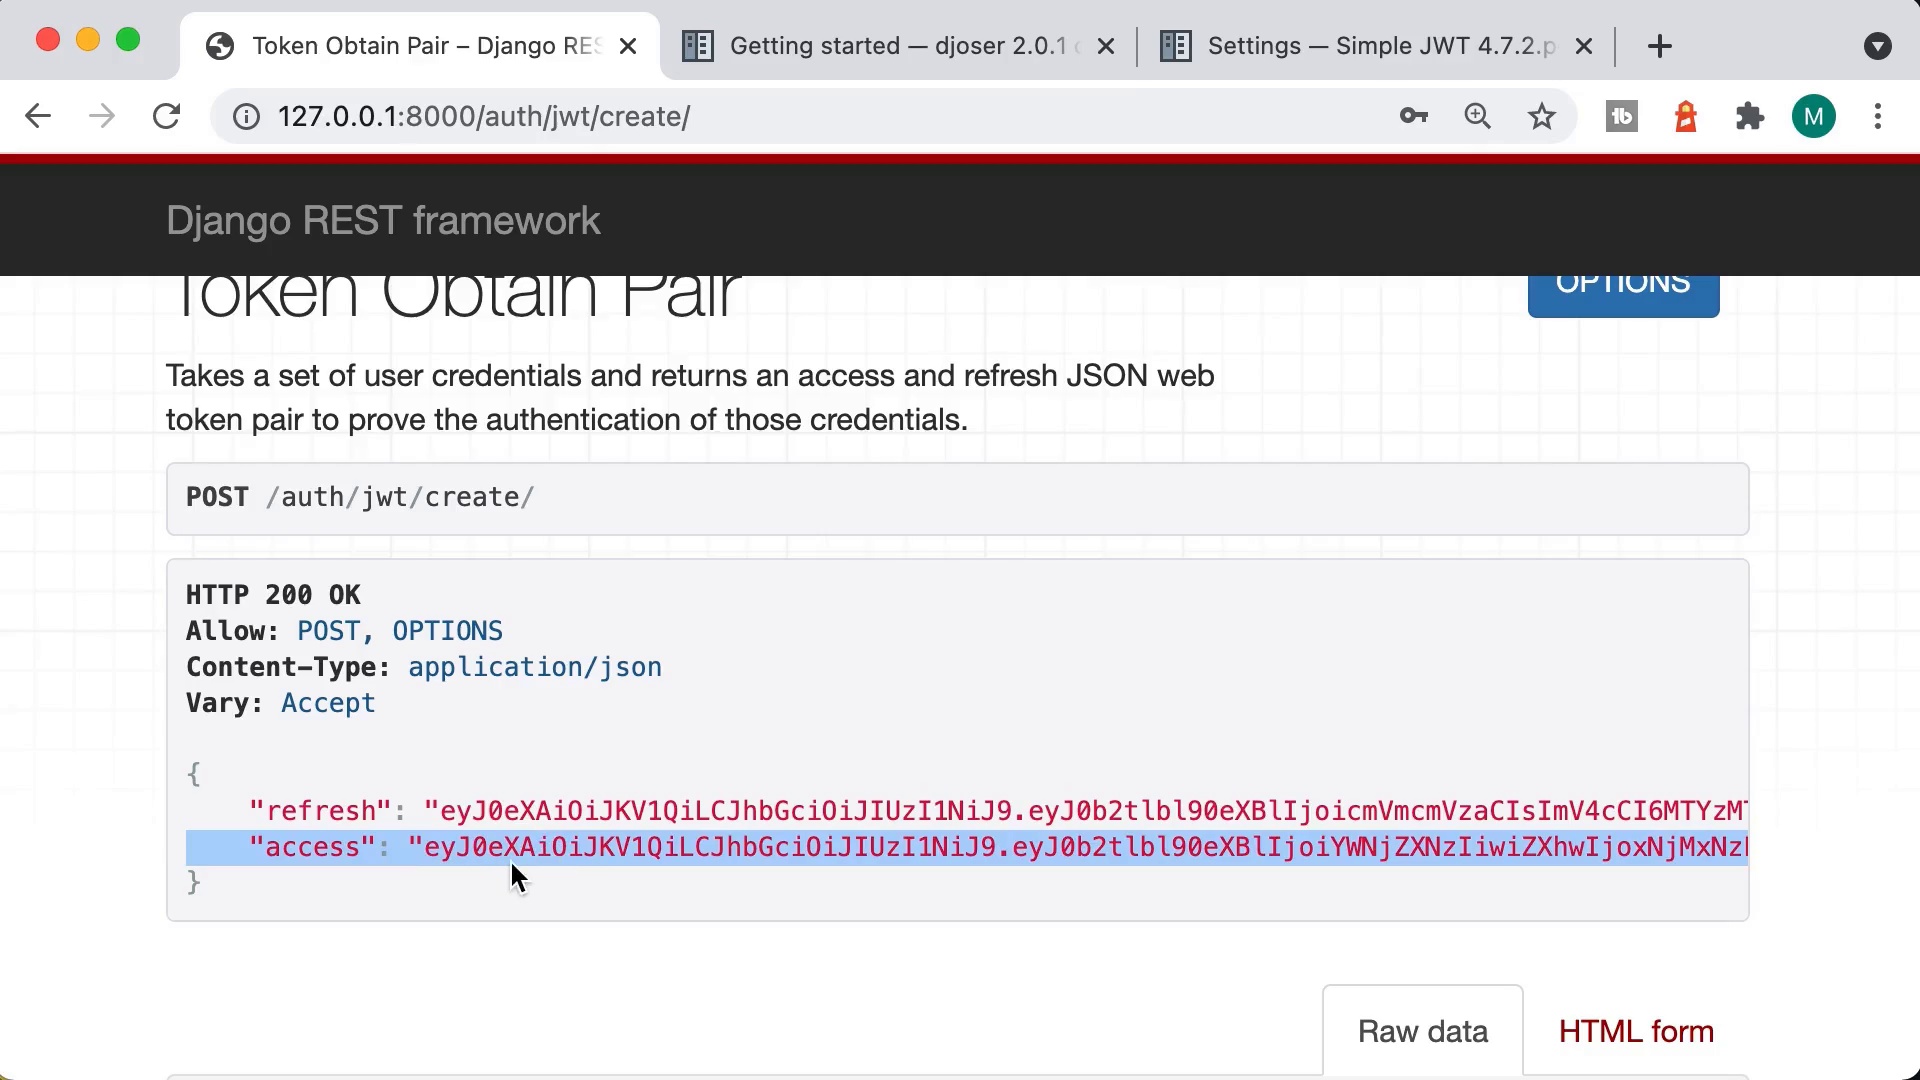 Token Obtain Pair – Django RES
Getting started — djoser 2.0.1
Settings — Simple JWT 4.7.2.p
127.0.0.1:8000/auth/jwt/create/
M
Django REST framework
Token Obtain Pair
OPTIONS
Takes a set of user credentials and returns an access and refresh JSON web
token pair to prove the authentication of those credentials.
POST /auth/jwt/create/
HTTP 200 OK
Allow: POST, OPTIONS
Content-Type: application/json
Vary: Accept
{
"refresh": "eyJ0eXAiOiJKV1QiLCJhbGciOiJIUzI1NiJ9.eyJ0b2tlbl90eXBlIjoicmVmcmVzaCIsImV4cCI6MTYzMT
"access": "eyJ0eXAiOiJKV1QiLCJhbGciOiJIUzI1NiJ9.eyJ0b2tlbl90eXBlIjoiYWNjZXNzIiwiZXhwIjoxNjMxNz
}
Raw data
HTML form